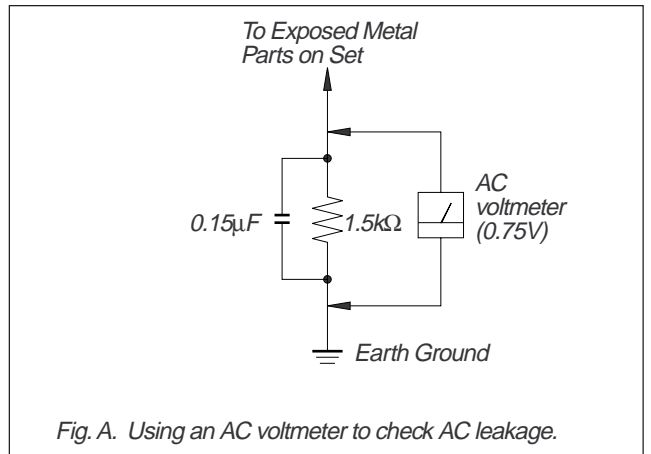 To Exposed Metal
Parts on Set
0.15μF
1.5kΩ
AC
voltmeter
(0.75V)
Earth Ground
Fig. A. Using an AC voltmeter to check AC leakage.